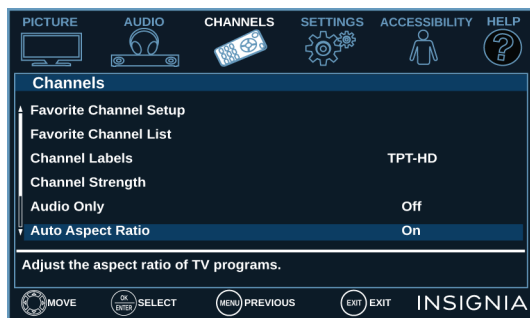 PICTURE AUDIO CHANNELS SETTINGS ACCESSIBILITY HELP
?
Channels
Favorite Channel Setup
Favorite Channel List
Channel Labels TPT-HD
Channel Strength
Audio Only Off
Auto Aspect Ratio On
Adjust the aspect ratio of TV programs.
MOVE OK ENTER SELECT MENU PREVIOUS EXIT EXIT INSIGNIA